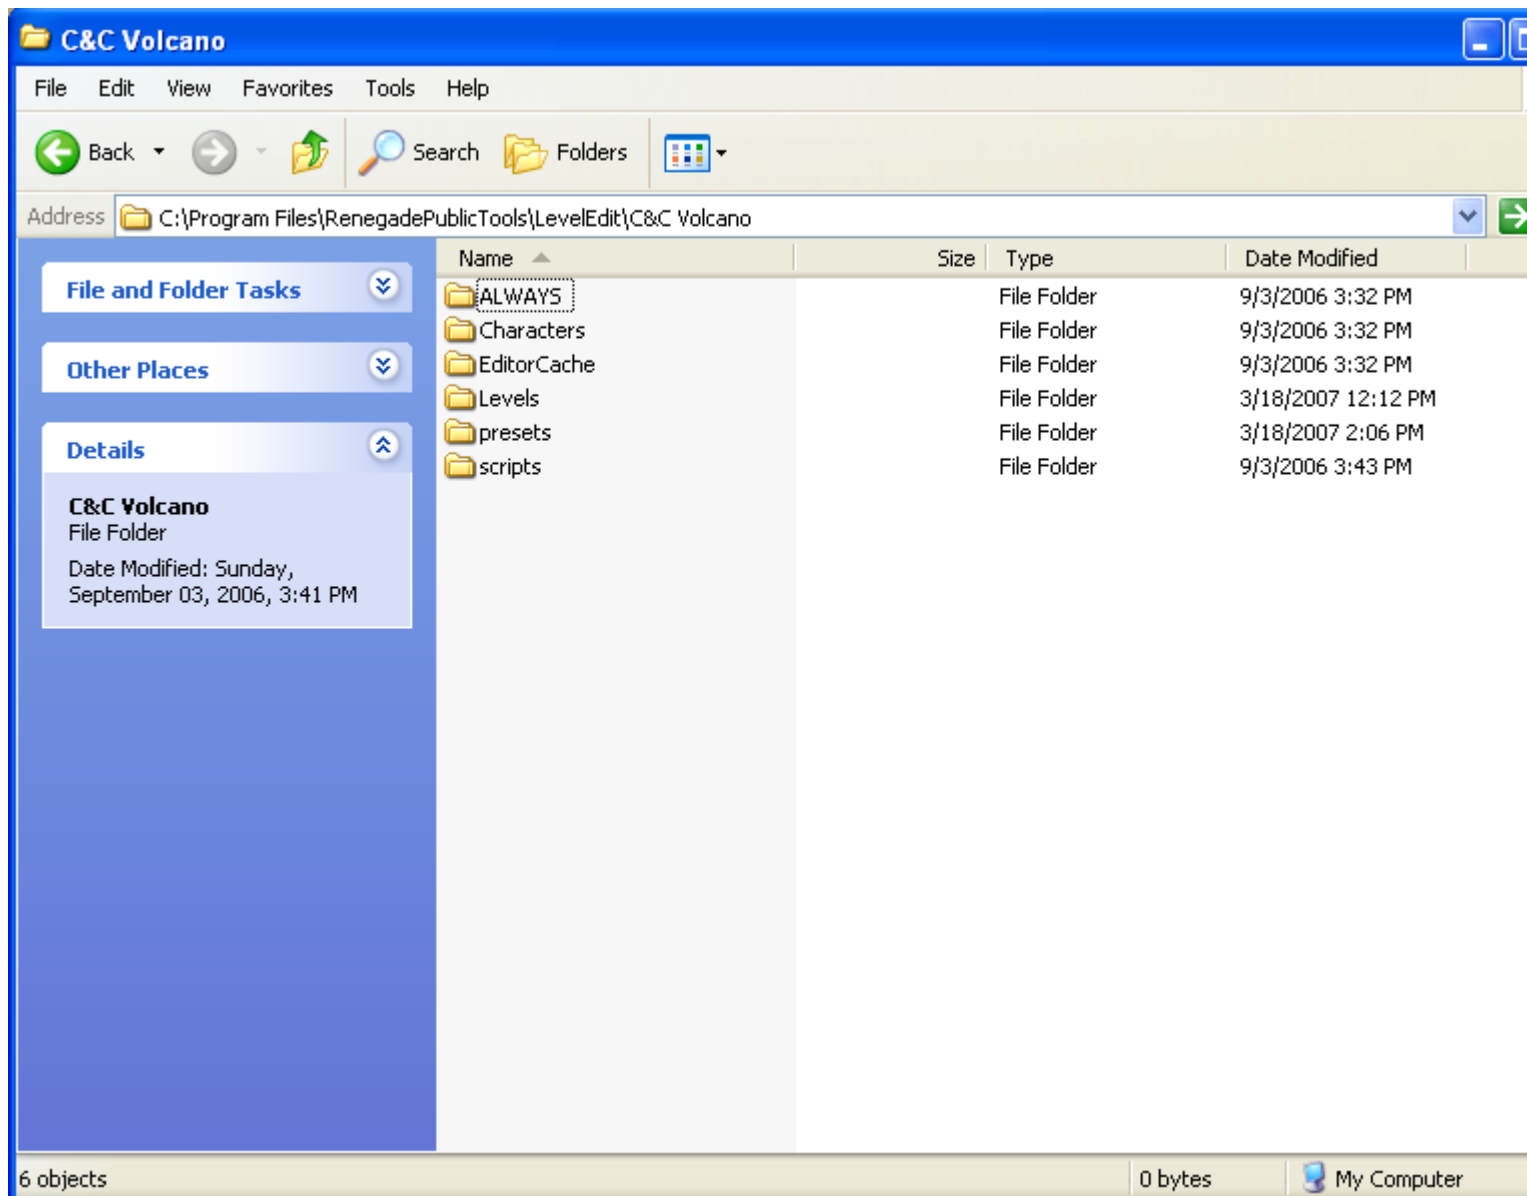 C&C Volcano
File Edit View Favorites Tools Help
Back Search Folders
Address C:\Program Files\RenegadePublicTools\LevelEdit\C&C Volcano
File and Folder Tasks
Other Places
Details
C&C Volcano
File Folder
Date Modified: Sunday,
September 03, 2006, 3:41 PM
Name Size Type Date Modified
ALWAYS File Folder 9/3/2006 3:32 PM
Characters File Folder 9/3/2006 3:32 PM
EditorCache File Folder 9/3/2006 3:32 PM
Levels File Folder 3/18/2007 12:12 PM
presets File Folder 3/18/2007 2:06 PM
scripts File Folder 9/3/2006 3:43 PM
6 objects 0 bytes My Computer